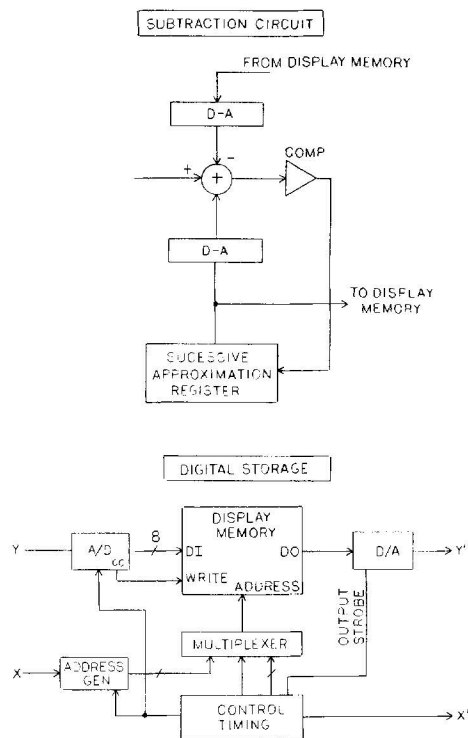 SUBTRACTION CIRCUIT
FROM DISPLAY MEMORY
D-A
−
COMP
+
+
D-A
TO DISPLAY
MEMORY
SUCESSIVE
APPROXIMATION
REGISTER
DIGITAL STORAGE
DISPLAY
MEMORY
Y
A/D
CC
8
DI
DO
D/A
Y'
WRITE
ADDRESS
OUTPUT
STROBE
MULTIPLEXER
X
ADDRESS
GEN
CONTROL
TIMING
X'